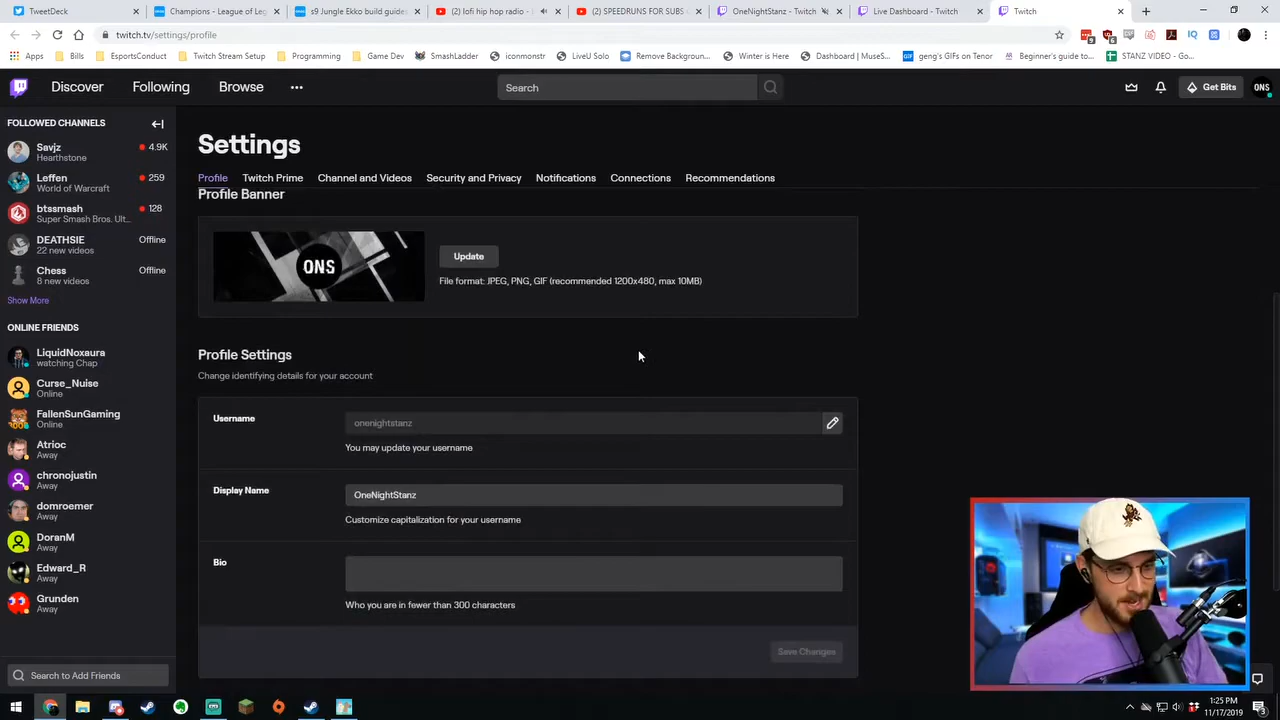 TweetDeck
Champions - League of Leg
s9 Jungle Ekko build guides
(2) lofi hip hop radio -
(2) SPEEDRUNS FOR SUBS
OneNightStanz - Twitch
Live Dashboard - Twitch
Twitch
twitch.tv/settings/profile
9
6
Apps
Bills
EsportsConduct
Twitch Stream Setup
Programming
Game Dev
SmashLadder
iconmonstr
LiveU Solo
Remove Backgroun...
Winter is Here
Dashboard | MuseS...
geng's GIFs on Tenor
Beginner's guide to...
STANZ VIDEO - Go...
Discover
Following
Browse
Search
Get Bits
ONS
FOLLOWED CHANNELS
Savjz
4.9K
Hearthstone
Leffen
259
World of Warcraft
btssmash
128
Super Smash Bros. Ult...
DEATHSIE
Offline
22 new videos
Chess
Offline
8 new videos
Show More
ONLINE FRIENDS
LiquidNoxaura
watching Chap
Curse_Nuise
Online
FallenSunGaming
Online
Atrioc
Away
chronojustin
Away
domroemer
Away
DoranM
Away
Edward_R
Away
Grunden
Away
Search to Add Friends
Settings
Profile
Twitch Prime
Channel and Videos
Security and Privacy
Notifications
Connections
Recommendations
Profile Banner
ONS
Update
File format: JPEG, PNG, GIF (recommended 1200x480, max 10MB)
Profile Settings
Change identifying details for your account
Username
onenightstanz
You may update your username
Display Name
OneNightStanz
Customize capitalization for your username
Bio
Who you are in fewer than 300 characters
Save Changes
1:25 PM
11/17/2019
3